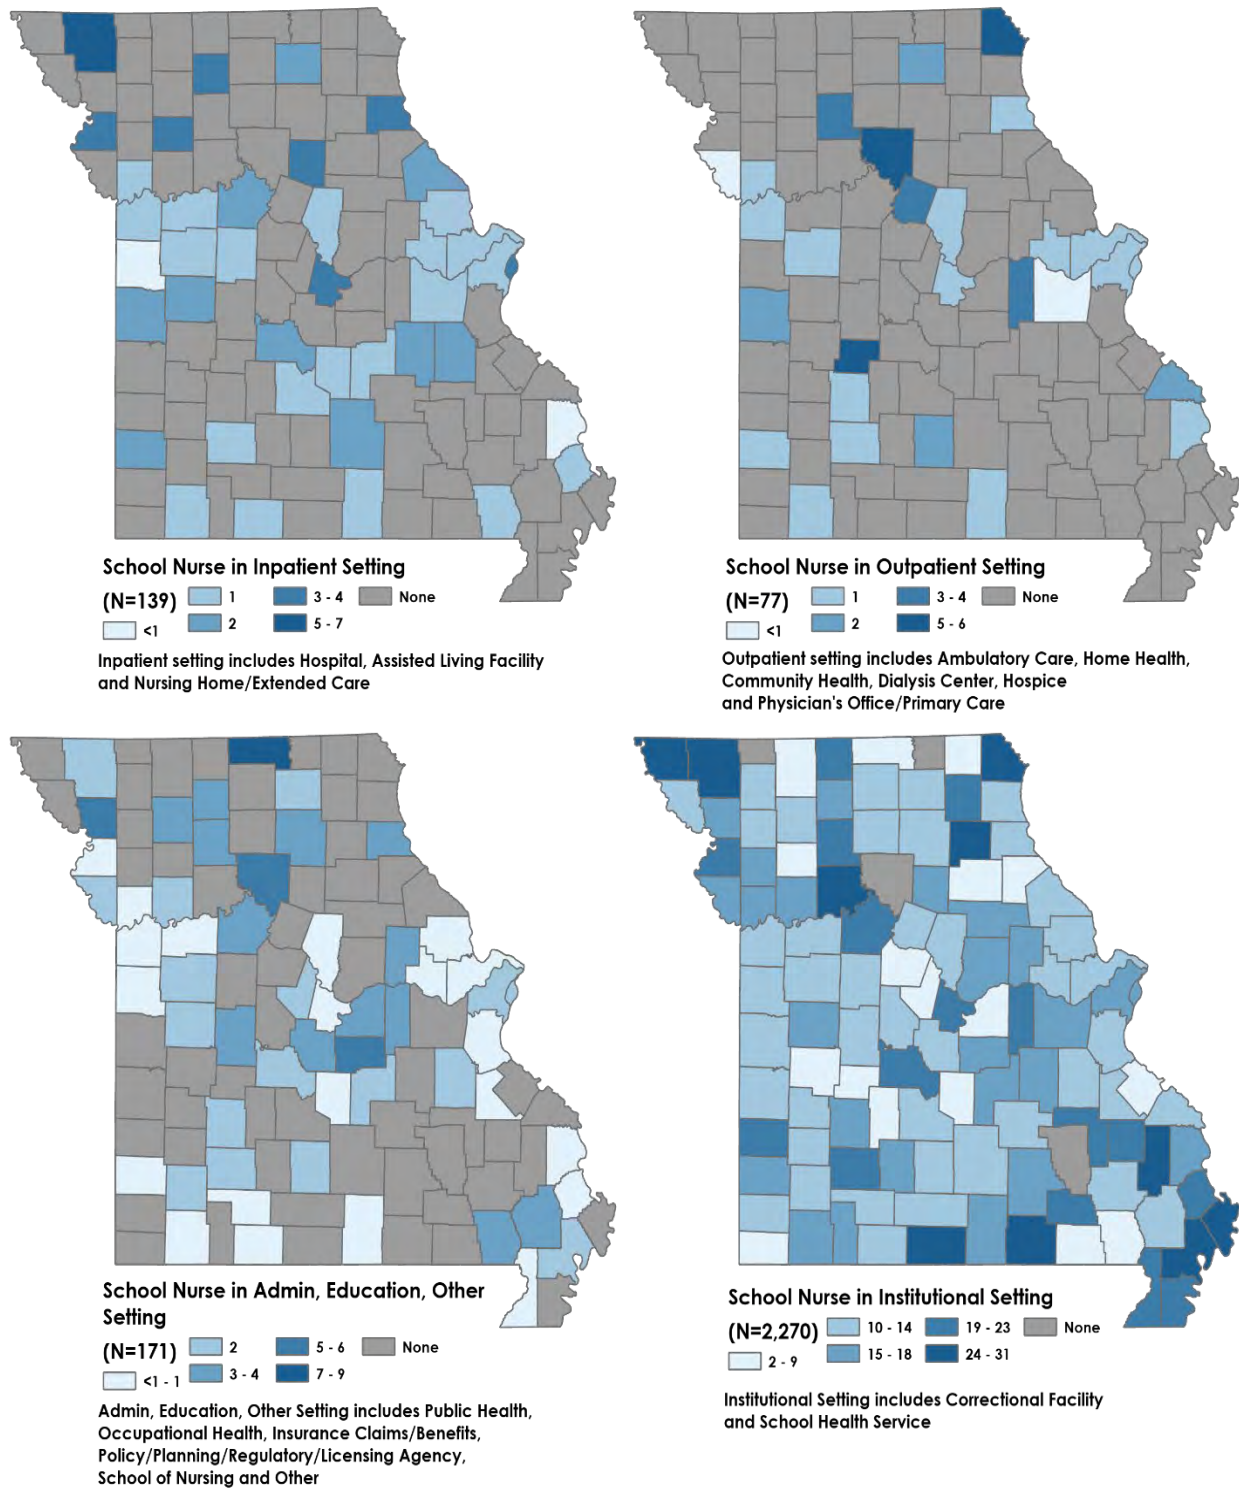 School Nurse in Inpatient Setting
(N=139)
<1
1
2
3 - 4
5 - 7
None
Inpatient setting includes Hospital, Assisted Living Facility
and Nursing Home/Extended Care
School Nurse in Outpatient Setting
(N=77)
<1
1
2
3 - 4
5 - 6
None
Outpatient setting includes Ambulatory Care, Home Health,
Community Health, Dialysis Center, Hospice
and Physician's Office/Primary Care
School Nurse in Admin, Education, Other
Setting
(N=171)
<1 - 1
2
3 - 4
5 - 6
7 - 9
None
Admin, Education, Other Setting includes Public Health,
Occupational Health, Insurance Claims/Benefits,
Policy/Planning/Regulatory/Licensing Agency,
School of Nursing and Other
School Nurse in Institutional Setting
(N=2,270)
2 - 9
10 - 14
15 - 18
19 - 23
24 - 31
None
Institutional Setting includes Correctional Facility
and School Health Service